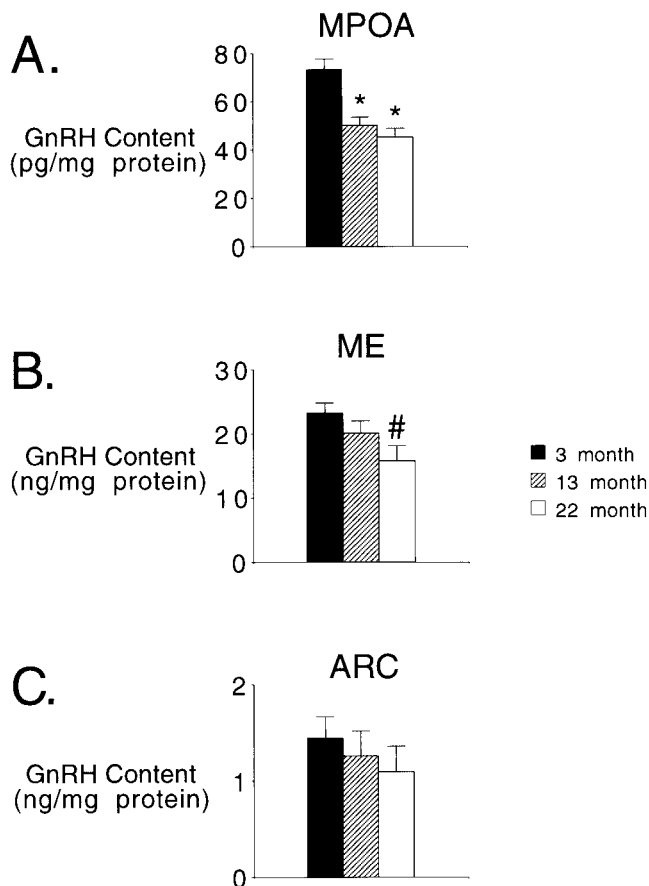 A.
MPOA
GnRH Content
(pg/mg protein)
80
60
40
20
0
*
*
B.
ME
GnRH Content
(ng/mg protein)
30
20
10
0
#
3 month
13 month
22 month
C.
ARC
GnRH Content
(ng/mg protein)
2
1
0